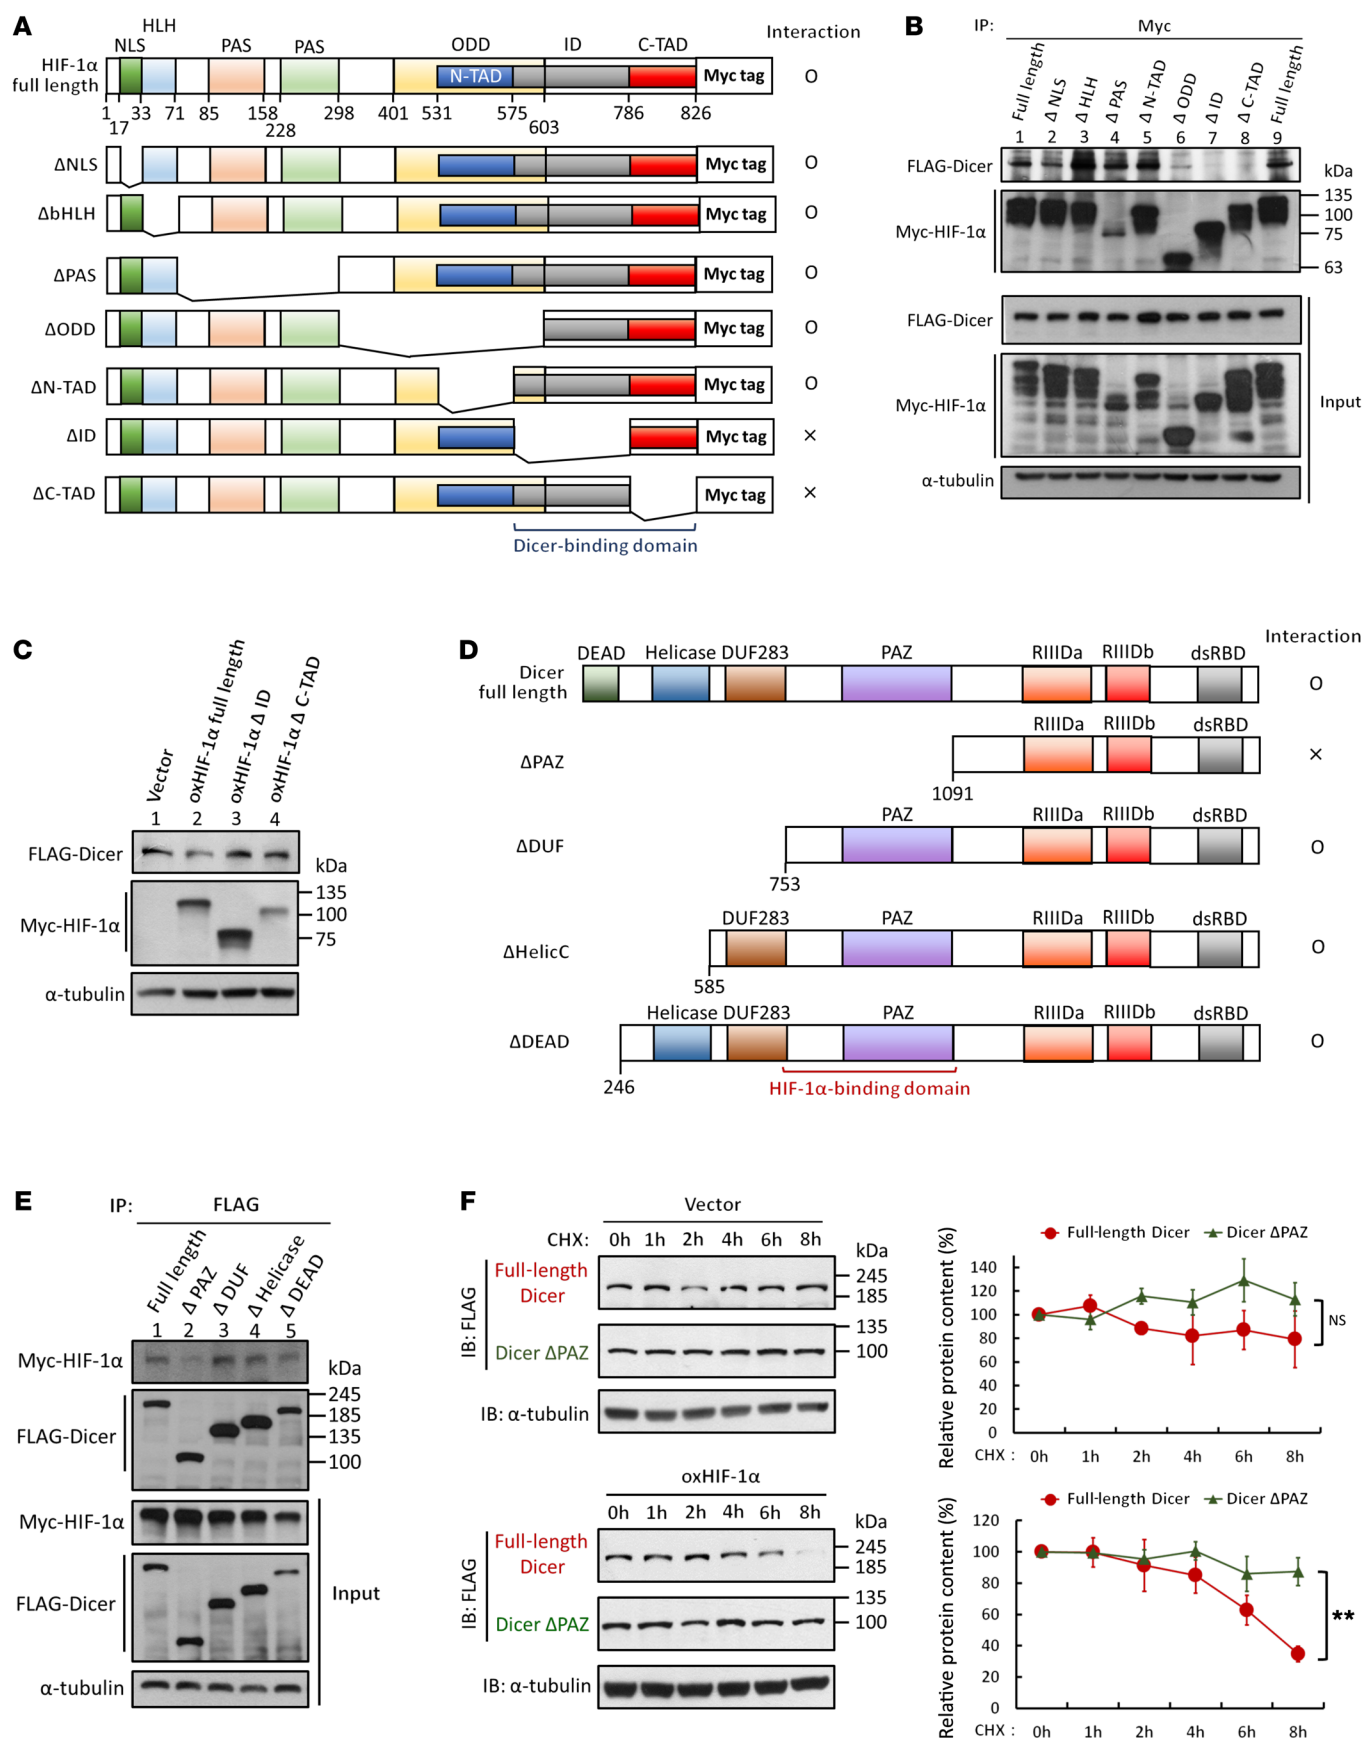 A
HLH
NLS PAS PAS ODD ID C-TAD Interaction
HIF-1α full length N-TAD Myc tag O
1 17 33 71 85 158 228 298 401 531 575 603 786 826
ΔNLS Myc tag O
ΔbHLH Myc tag O
ΔPAS Myc tag O
ΔODD Myc tag O
ΔN-TAD Myc tag O
ΔID Myc tag ×
ΔC-TAD Myc tag ×
Dicer-binding domain
B
IP: Myc
Full length Δ NLS Δ HLH Δ PAS Δ N-TAD Δ ODD Δ ID Δ C-TAD Full length
1 2 3 4 5 6 7 8 9
FLAG-Dicer
kDa
Myc-HIF-1α
135
100
75
63
FLAG-Dicer
Myc-HIF-1α
Input
α-tubulin
C
Vector oxHIF-1α full length oxHIF-1α Δ ID oxHIF-1α Δ C-TAD
1 2 3 4
FLAG-Dicer
kDa
Myc-HIF-1α
135
100
75
α-tubulin
D
Interaction
DEAD Helicase DUF283 PAZ RIIIDa RIIIDb dsRBD
Dicer full length O
RIIIDa RIIIDb dsRBD
ΔPAZ ×
1091
PAZ RIIIDa RIIIDb dsRBD
ΔDUF O
753
DUF283 PAZ RIIIDa RIIIDb dsRBD
ΔHelicC O
585
Helicase DUF283 PAZ RIIIDa RIIIDb dsRBD
ΔDEAD O
246
HIF-1α-binding domain
E
IP: FLAG
Full length Δ PAZ Δ DUF Δ Helicase Δ DEAD
1 2 3 4 5
Myc-HIF-1α
kDa
FLAG-Dicer
245
185
135
100
Myc-HIF-1α
FLAG-Dicer
Input
α-tubulin
F
Vector
CHX: 0h 1h 2h 4h 6h 8h
kDa
IB: FLAG
Full-length Dicer
245
185
Dicer ΔPAZ
135
100
IB: α-tubulin
oxHIF-1α
0h 1h 2h 4h 6h 8h
kDa
IB: FLAG
Full-length Dicer
245
185
Dicer ΔPAZ
135
100
IB: α-tubulin
Full-length Dicer Dicer ΔPAZ
Relative protein content (%)
140
120
100
80
60
40
20
0
NS
CHX : 0h 1h 2h 4h 6h 8h
Full-length Dicer Dicer ΔPAZ
Relative protein content (%)
120
100
80
60
40
20
0
**
CHX : 0h 1h 2h 4h 6h 8h